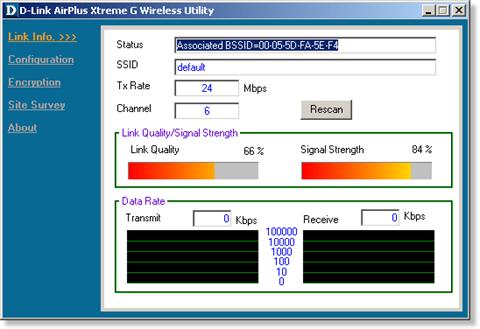 D-Link AirPlus Xtreme G Wireless Utility
Link Info. >>>
Configuration
Encryption
Site Survey
About
Status Associated BSSID=00-05-5D-FA-5E-F4
SSID default
Tx Rate 24 Mbps
Channel 6 Rescan
Link Quality/Signal Strength
Link Quality 66 % Signal Strength 84 %
Data Rate
Transmit 0 Kbps Receive 0 Kbps
100000
10000
1000
100
10
0